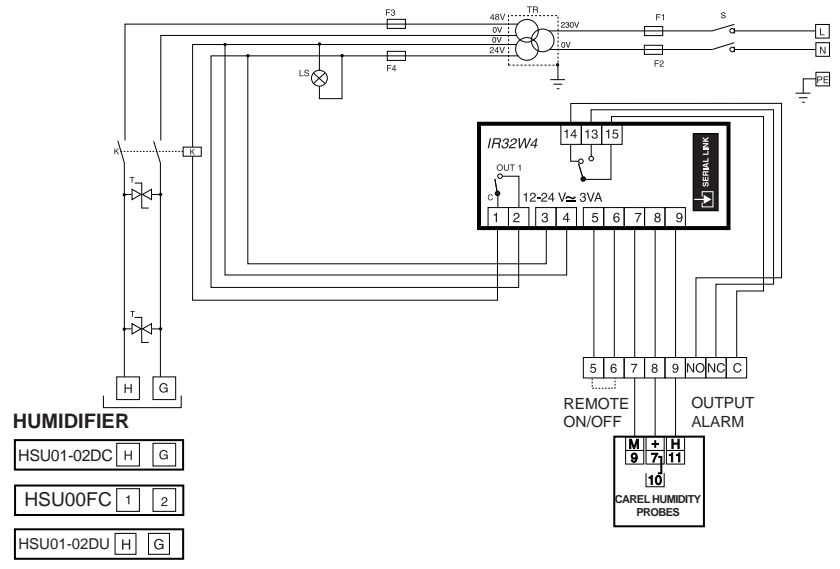 F3
TR
48V
0V
0V
24V
230V
0V
F1
S
L
F2
N
F4
LS
PE
K
K
T
T
IR32W4
14 13 15
SERIAL LINK
OUT 1
C
12-24 V≃ 3VA
1 2 3 4 5 6 7 8 9
5 6 7 8 9 NO NC C
REMOTE ON/OFF
OUTPUT ALARM
M + H
9 7 11
10
CAREL HUMIDITY
PROBES
H G
HUMIDIFIER
HSU01-02DC H G
HSU00FC 1 2
HSU01-02DU H G